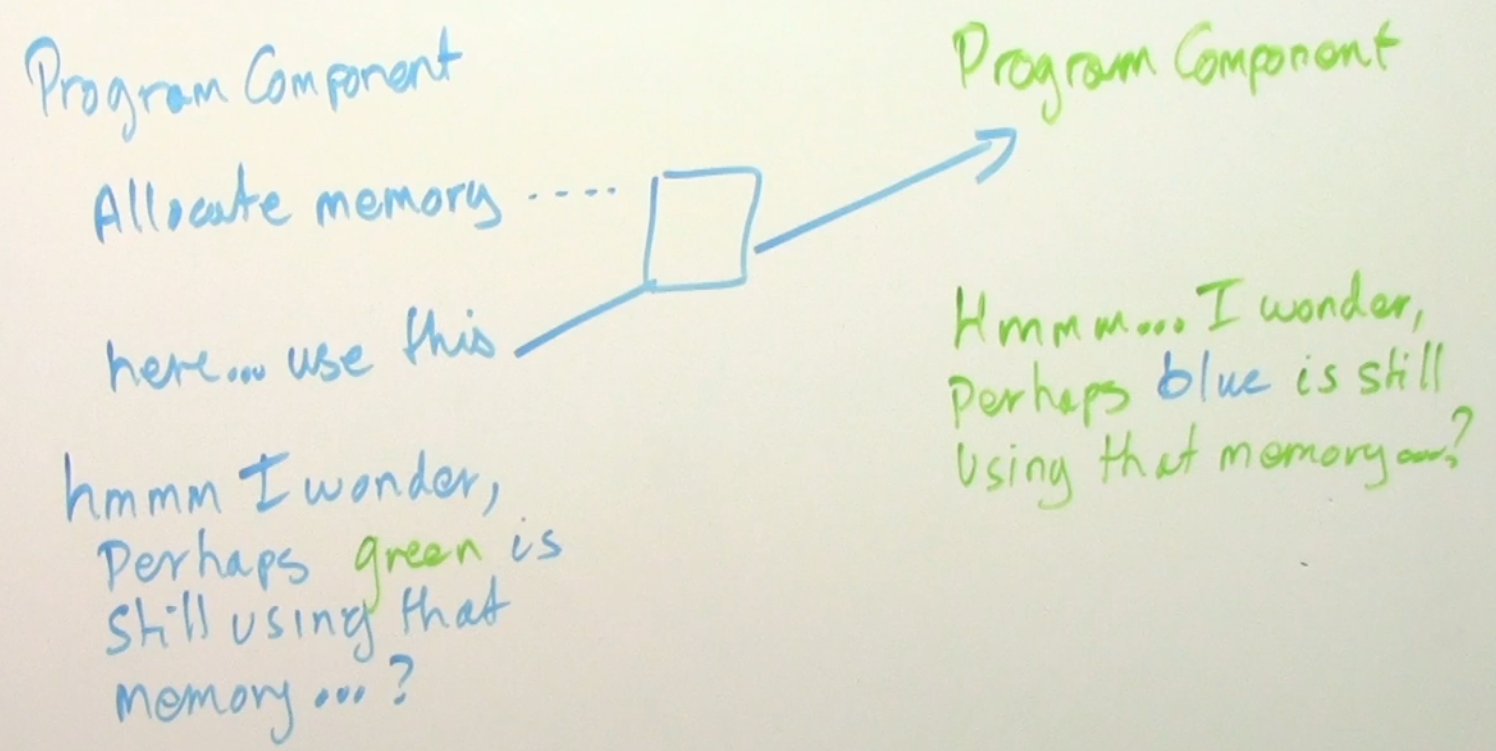 Program Component
Allocate memory ....
here... use this
hmmm I wonder,
Perhaps green is
still using that
memory ... ?
Program Component
Hmmm... I wonder,
Perhaps blue is still
Using that memory...?